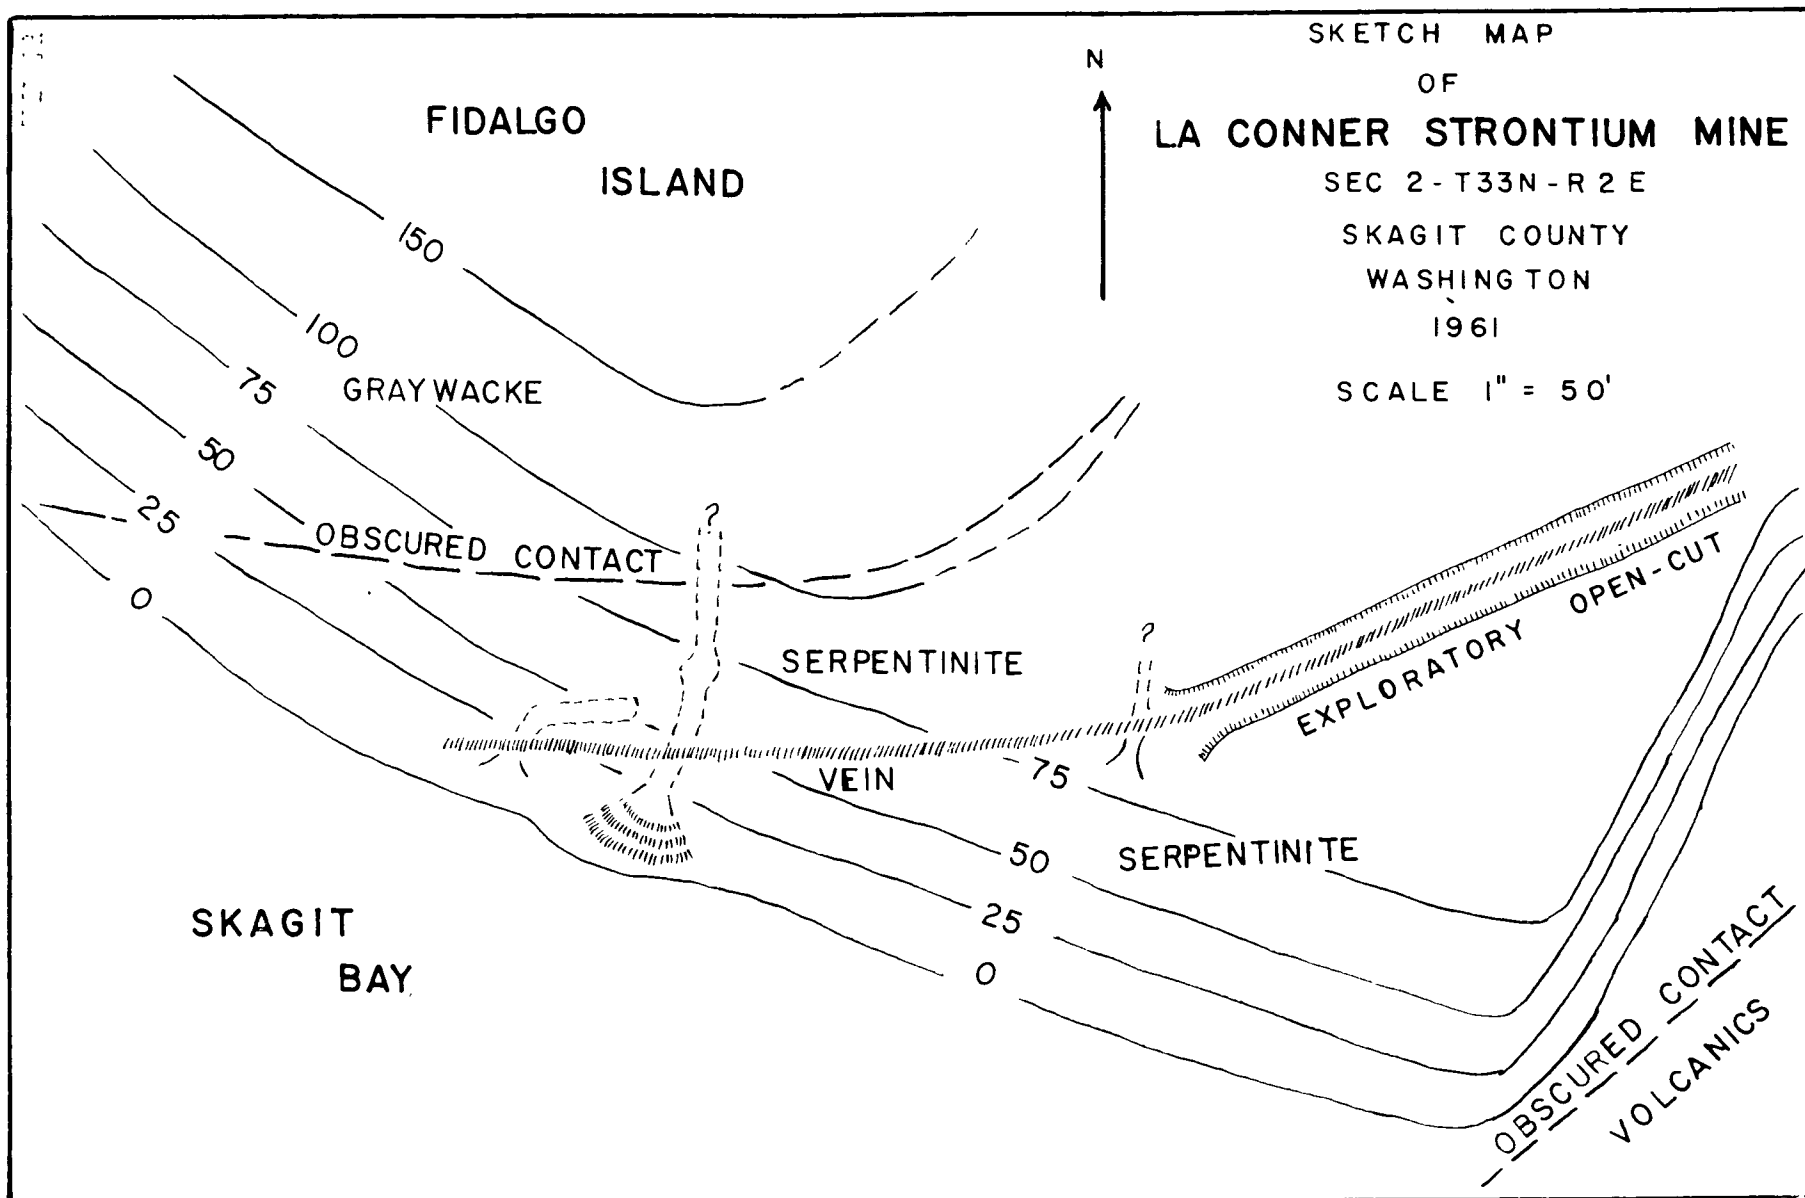 SKETCH MAP
OF
LA CONNER STRONTIUM MINE
SEC 2-T33N-R2E
SKAGIT COUNTY
WASHINGTON
1961
SCALE 1" = 50'
N
FIDALGO
ISLAND
150
100
75
GRAYWACKE
50
25
OBSCURED CONTACT
?
0
SERPENTINITE
?
EXPLORATORY OPEN-CUT
VEIN
75
50
SERPENTINITE
25
0
SKAGIT
BAY
OBSCURED CONTACT
VOLCANICS